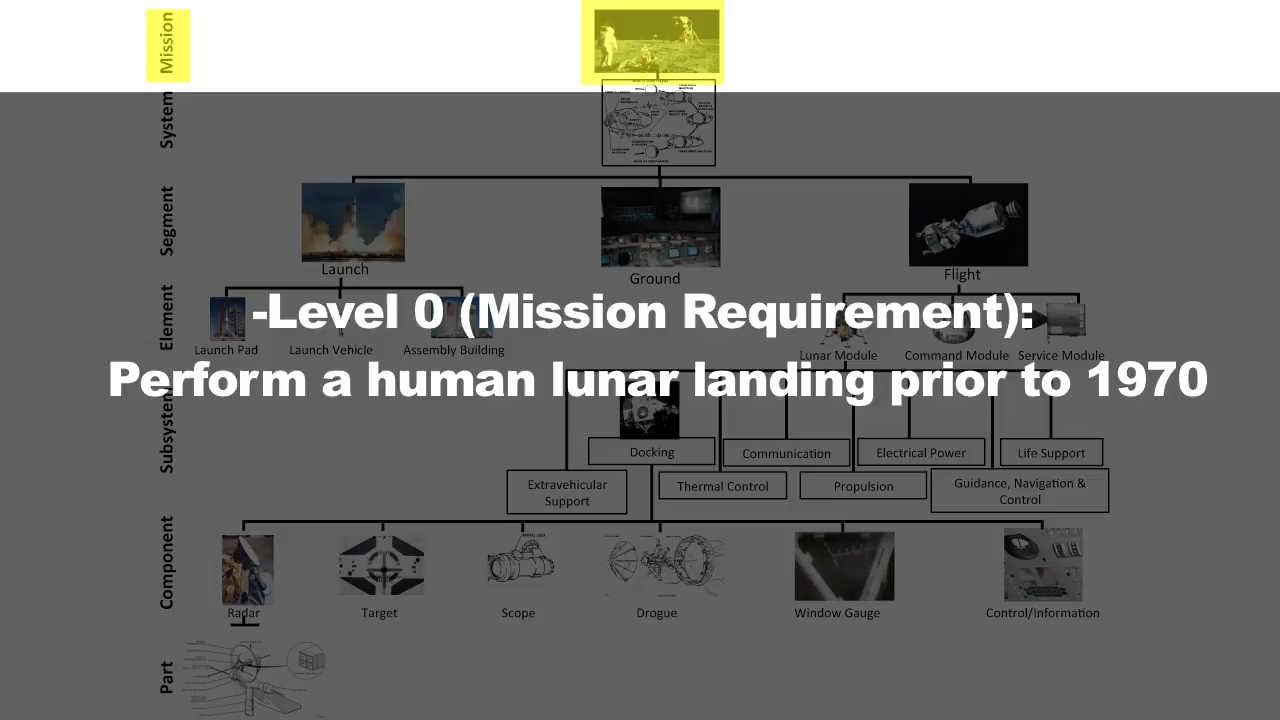 Mission
System
Segment
Launch
Ground
Flight
Element
-Level 0 (Mission Requirement):
Launch Pad
Launch Vehicle
Assembly Building
Lunar Module
Command Module
Service Module
Perform a human lunar landing prior to 1970
Subsystem
Docking
Communication
Electrical Power
Life Support
Extravehicular
Support
Thermal Control
Propulsion
Guidance, Navigation &
Control
Component
Radar
Target
Scope
Drogue
Window Gauge
Control/Information
Part